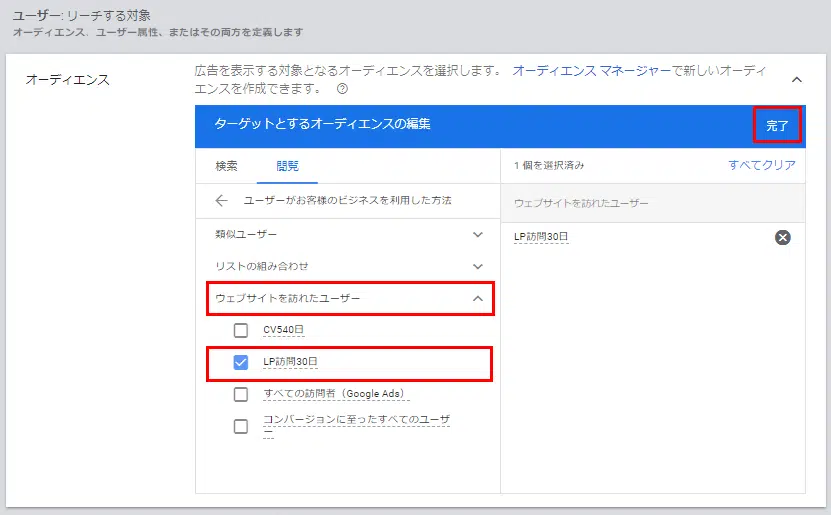 ユーザー: リーチする対象
オーディエンス、ユーザー属性、またはその両方を定義します
オーディエンス
広告を表示する対象となるオーディエンスを選択します。 オーディエンス マネージャーで新しいオーディ
エンスを作成できます。
ターゲットとするオーディエンスの編集
完了
検索
閲覧
1 個を選択済み
すべてクリア
ユーザーがお客様のビジネスを利用した方法
ウェブサイトを訪れたユーザー
類似ユーザー
LP訪問30日
リストの組み合わせ
ウェブサイトを訪れたユーザー
CV540日
LP訪問30日
すべての訪問者（Google Ads）
コンバージョンに至ったすべてのユーザ
ー